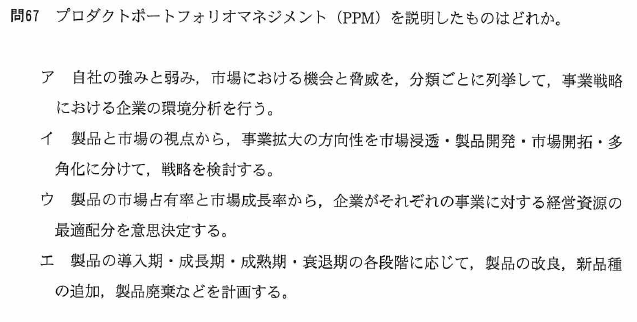 問67 プロダクトポートフォリオマネジメント（PPM）を説明したものはどれか。
ア 自社の強みと弱み，市場における機会と脅威を，分類ごとに列挙して，事業戦略
における企業の環境分析を行う。
イ 製品と市場の視点から，事業拡大の方向性を市場浸透・製品開発・市場開拓・多
角化に分けて，戦略を検討する。
ウ 製品の市場占有率と市場成長率から，企業がそれぞれの事業に対する経営資源の
最適配分を意思決定する。
エ 製品の導入期・成長期・成熟期・衰退期の各段階に応じて，製品の改良，新品種
の追加，製品廃棄などを計画する。